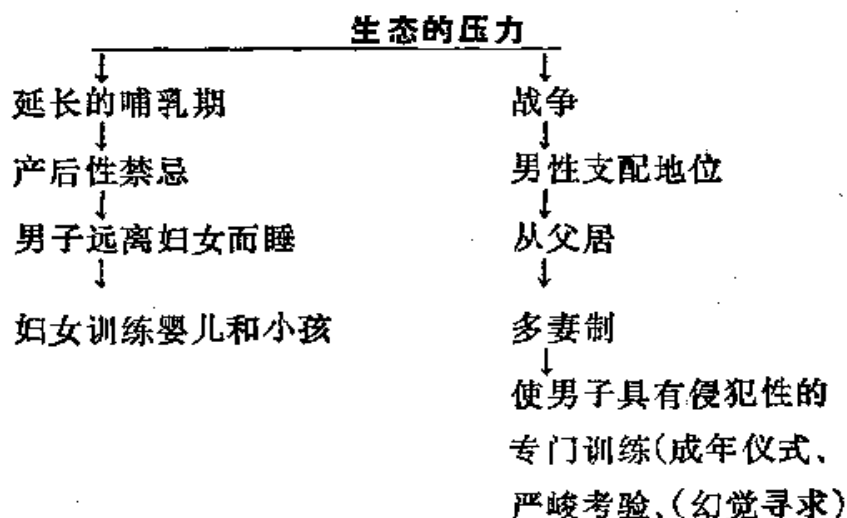 生态的压力
延长的哺乳期
产后性禁忌
男子远离妇女而睡
妇女训练婴儿和小孩
战争
男性支配地位
从父居
多妻制
使男子具有侵犯性的
专门训练(成年仪式、
严峻考验、(幻觉寻求)